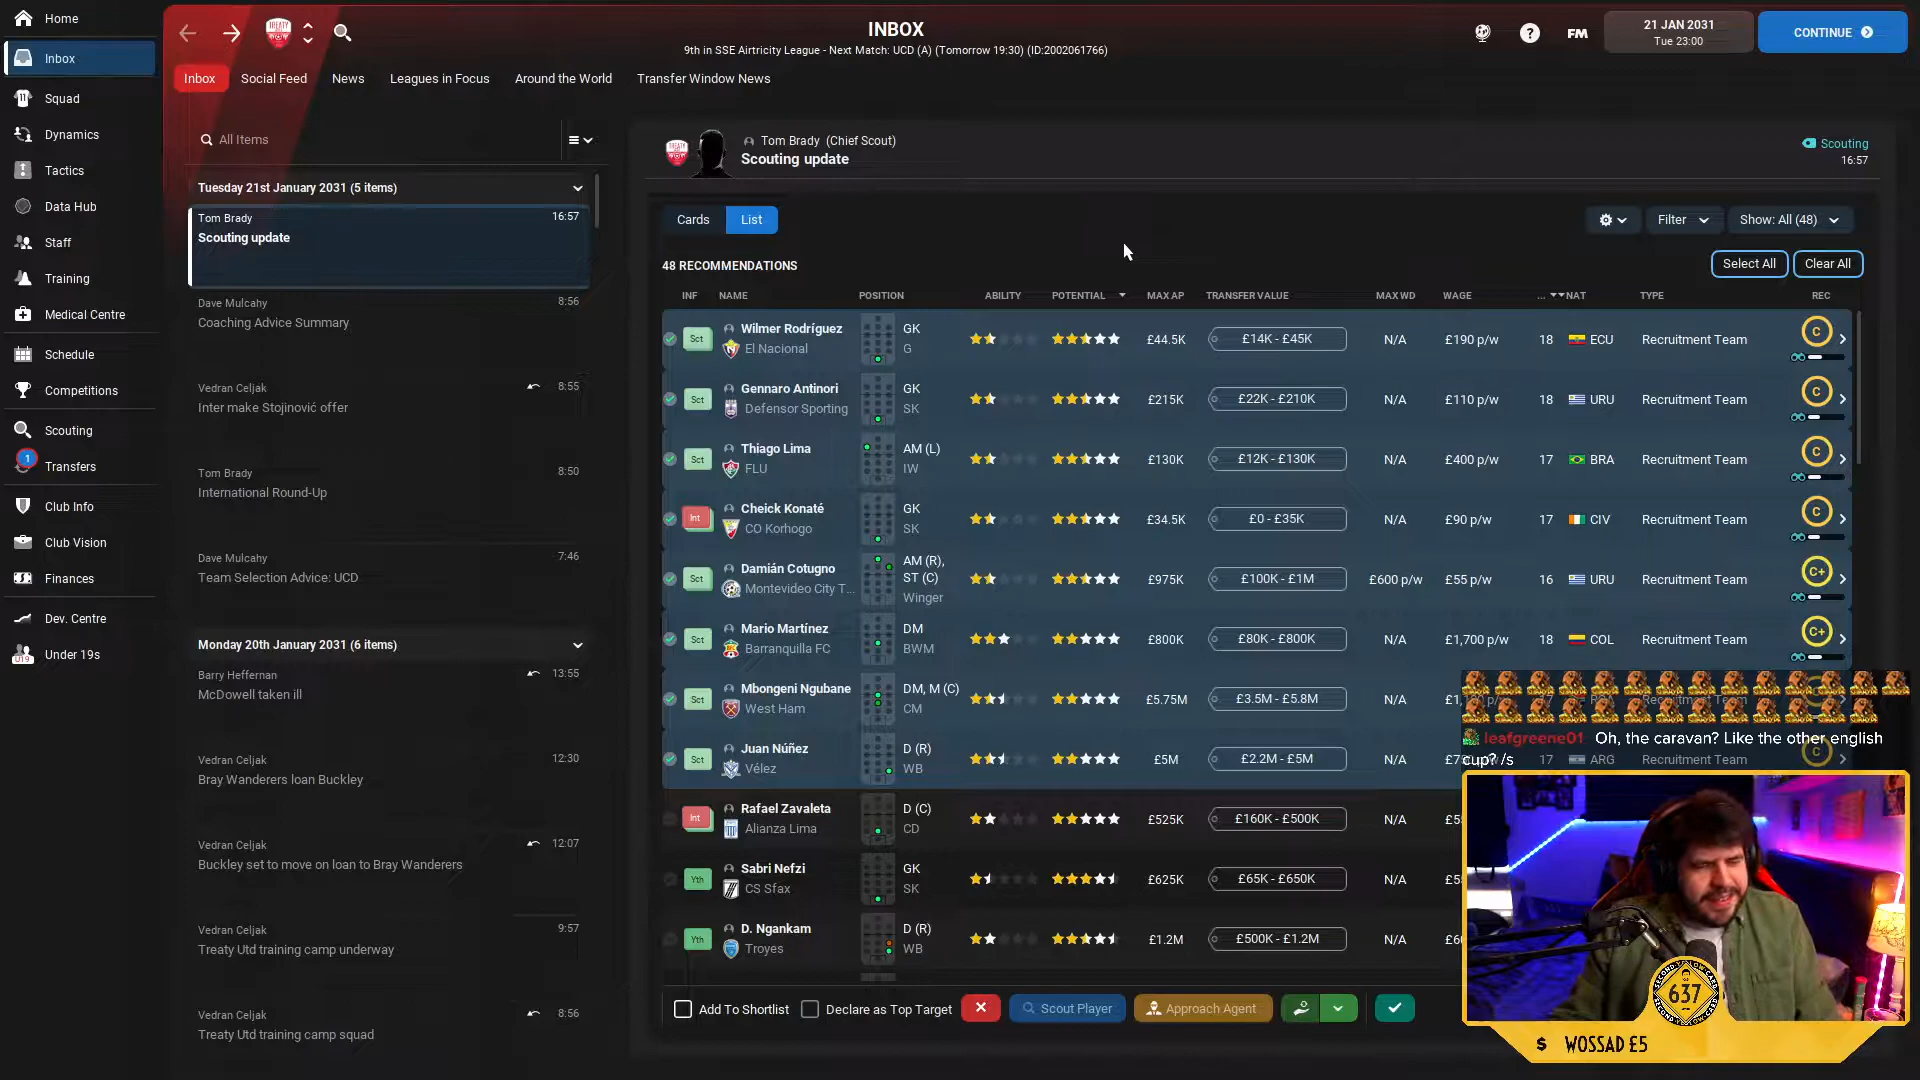 Home
Inbox
Squad
Dynamics
Tactics
Data Hub
Staff
Training
Medical Centre
Schedule
Competitions
Scouting
1
Transfers
Club Info
Club Vision
Finances
Dev. Centre
U19
Under 19s
INBOX
9th in SSE Airtricity League - Next Match: UCD (A) (Tomorrow 19:30) (ID:2002061766)
FM
21 JAN 2031
Tue 23:00
CONTINUE
Inbox Social Feed News Leagues in Focus Around the World Transfer Window News
All Items
Tuesday 21st January 2031 (5 items)
Tom Brady 16:57
Scouting update
Dave Mulcahy 8:56
Coaching Advice Summary
Vedran Celjak 8:55
Inter make Stojinović offer
Tom Brady 8:50
International Round-Up
Dave Mulcahy 7:46
Team Selection Advice: UCD
Monday 20th January 2031 (6 items)
Barry Heffernan 13:55
McDowell taken ill
Vedran Celjak 12:30
Bray Wanderers loan Buckley
Vedran Celjak 12:07
Buckley set to move on loan to Bray Wanderers
Vedran Celjak 9:57
Treaty Utd training camp underway
Vedran Celjak 8:56
Treaty Utd training camp squad
Tom Brady (Chief Scout)
Scouting update
Scouting
16:57
Cards List
Filter Show: All (48)
48 RECOMMENDATIONS
Select All Clear All
INF NAME POSITION ABILITY POTENTIAL MAX AP TRANSFER VALUE MAX WD WAGE ... NAT TYPE REC
Sct Wilmer Rodríguez GK £44.5K £14K - £45K N/A £190 p/w 18 ECU Recruitment Team C
El Nacional G
Sct Gennaro Antinori GK £215K £22K - £210K N/A £110 p/w 18 URU Recruitment Team C
Defensor Sporting SK
Sct Thiago Lima AM (L) £130K £12K - £130K N/A £400 p/w 17 BRA Recruitment Team C
FLU IW
Int Cheick Konaté GK £34.5K £0 - £35K N/A £90 p/w 17 CIV Recruitment Team C
CO Korhogo SK
Sct Damián Cotugno AM (R), ST (C) £975K £100K - £1M £600 p/w £55 p/w 16 URU Recruitment Team C+
Montevideo City T... Winger
Sct Mario Martínez DM £800K £80K - £800K N/A £1,700 p/w 18 COL Recruitment Team C+
Barranquilla FC BWM
Sct Mbongeni Ngubane DM, M (C) £5.75M £3.5M - £5.8M N/A
West Ham CM
Sct Juan Núñez D (R) £5M £2.2M - £5M N/A 17 ARG Recruitment Team C
Vélez WB
Int Rafael Zavaleta D (C) £525K £160K - £500K N/A
Alianza Lima CD
Yth Sabri Nefzi GK £625K £65K - £650K N/A
CS Sfax SK
Yth D. Ngankam D (R) £1.2M £500K - £1.2M N/A
Troyes WB
Add To Shortlist Declare as Top Target Scout Player Approach Agent
leafgreene01 Oh, the caravan? Like the other english
cup? /s
SECOND YELLOW CARD
637
$ WOSSAD £5